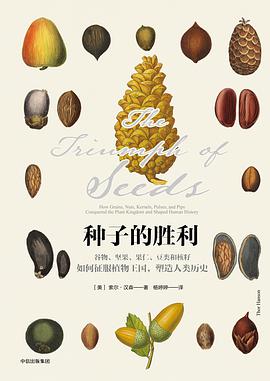 The
Triumph of
Seeds
How Grains, Nuts, Kernels, Pulses, and Pips
Conquered the Plant Kingdom and Shaped Human History
种子的胜利
谷物、坚果、果仁、豆类和核籽
如何征服植物王国，塑造人类历史
[美] 索尔·汉森——著 杨婷婷——译
Thor Hanson
中信出版集团